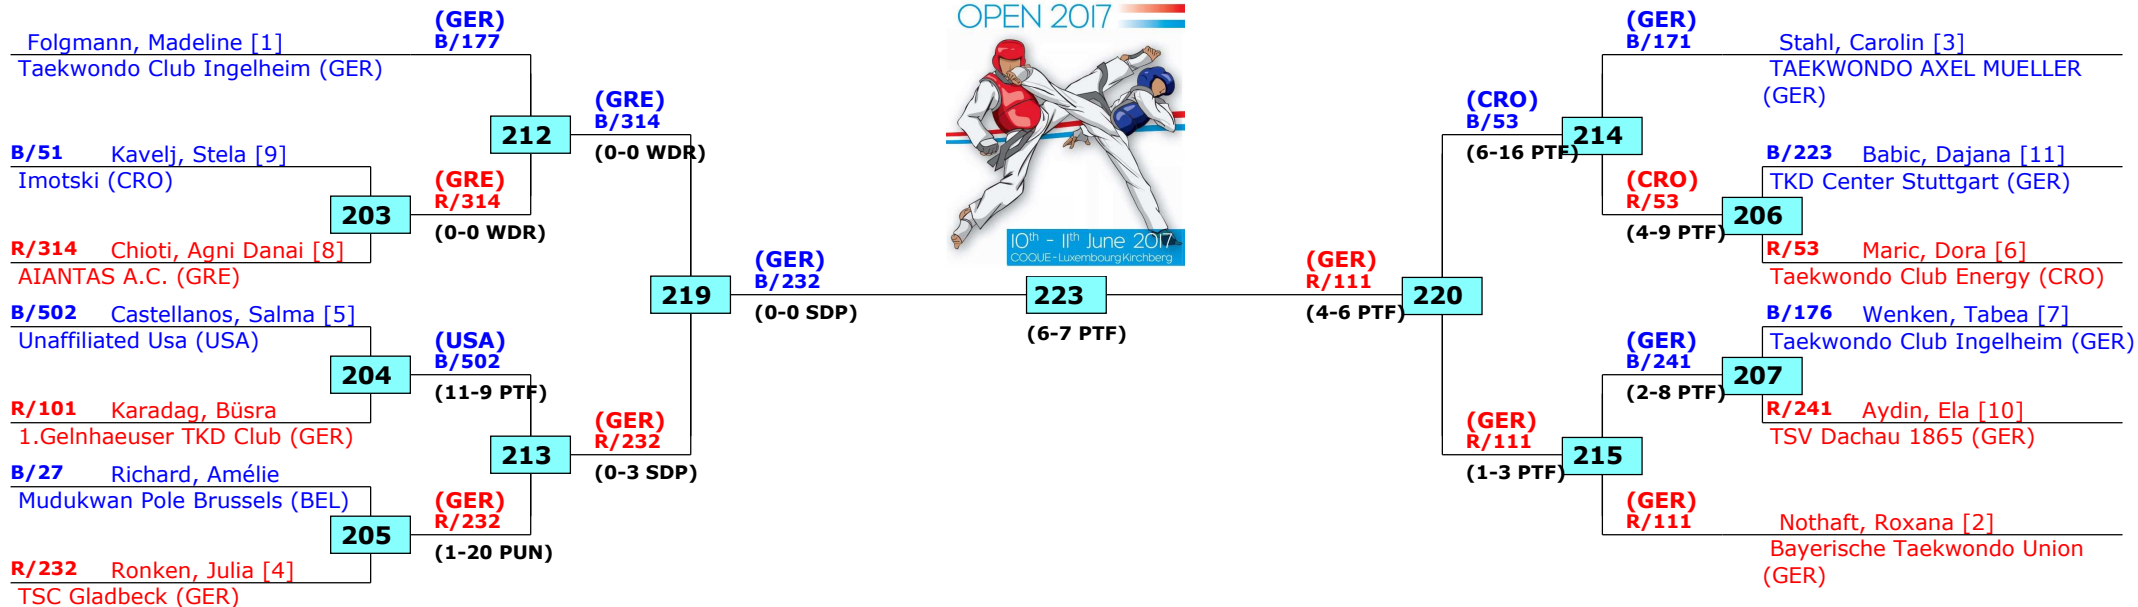 (GER)
B/177
Folgmann, Madeline [1]
Taekwondo Club Ingelheim (GER)
212
(GRE)
B/314
(0-0 WDR)
B/51 Kavelj, Stela [9]
Imotski (CRO)
203
(GRE)
R/314
(0-0 WDR)
R/314 Chioti, Agni Danai [8]
AIANTAS A.C. (GRE)
219
(GER)
B/232
(0-0 SDP)
B/502 Castellanos, Salma [5]
Unaffiliated Usa (USA)
204
(USA)
B/502
(11-9 PTF)
R/101 Karadag, Büsra
1.Gelnhaeuser TKD Club (GER)
213
(GER)
R/232
(0-3 SDP)
B/27 Richard, Amélie
Mudukwan Pole Brussels (BEL)
205
(GER)
R/232
(1-20 PUN)
R/232 Ronken, Julia [4]
TSC Gladbeck (GER)
OPEN 2017
10th - 11th June 2017
COQUE - Luxembourg Kirchberg
223
(6-7 PTF)
(GER)
B/171
Stahl, Carolin [3]
TAEKWONDO AXEL MUELLER
(GER)
(CRO)
B/53
(6-16 PTF)
214
B/223 Babic, Dajana [11]
TKD Center Stuttgart (GER)
(CRO)
R/53
(4-9 PTF)
206
R/53 Maric, Dora [6]
Taekwondo Club Energy (CRO)
(GER)
R/111
(4-6 PTF)
220
B/176 Wenken, Tabea [7]
Taekwondo Club Ingelheim (GER)
(GER)
B/241
(2-8 PTF)
207
R/241 Aydin, Ela [10]
TSV Dachau 1865 (GER)
(GER)
R/111
(1-3 PTF)
215
(GER)
R/111
Nothaft, Roxana [2]
Bayerische Taekwondo Union
(GER)